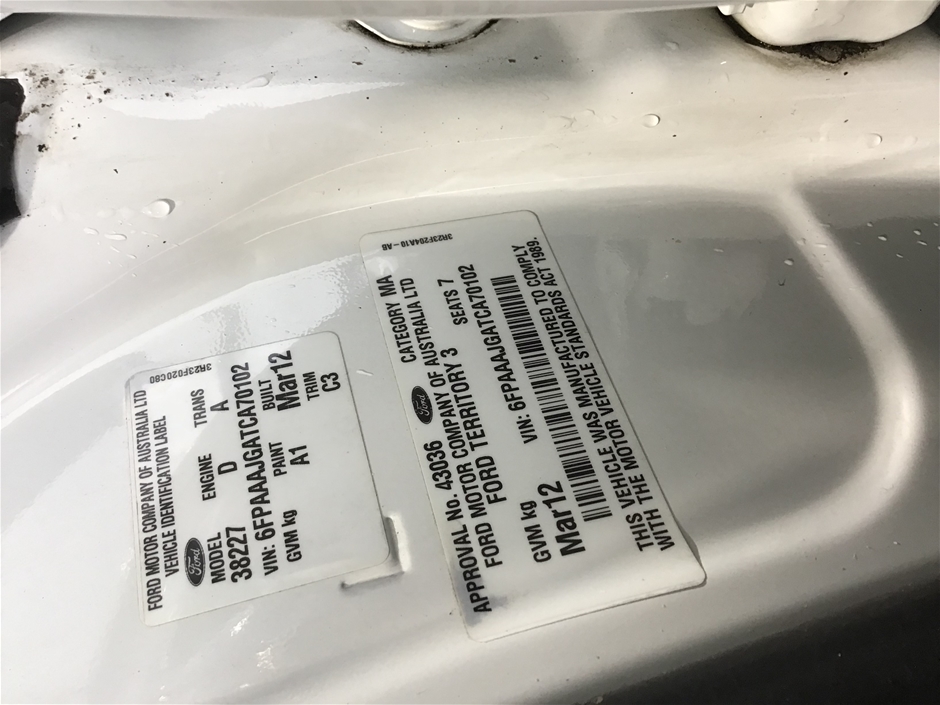 3R23F020C80
FORD MOTOR COMPANY OF AUSTRALIA LTD
VEHICLE IDENTIFICATION LABEL
Ford
MODEL ENGINE TRANS
38227 D A
VIN: 6FPAAAJGATCA70102
GVM kg PAINT BUILT
A1 Mar12
TRIM
C3
3R23F204A10-AB
APPROVAL No. 43036 Ford CATEGORY MA
FORD MOTOR COMPANY OF AUSTRALIA LTD
FORD TERRITORY 3 SEATS 7
VIN: 6FPAAAJGATCA70102
GVM kg
Mar12
THIS VEHICLE WAS MANUFACTURED TO COMPLY
WITH THE MOTOR VEHICLE STANDARDS ACT 1989.